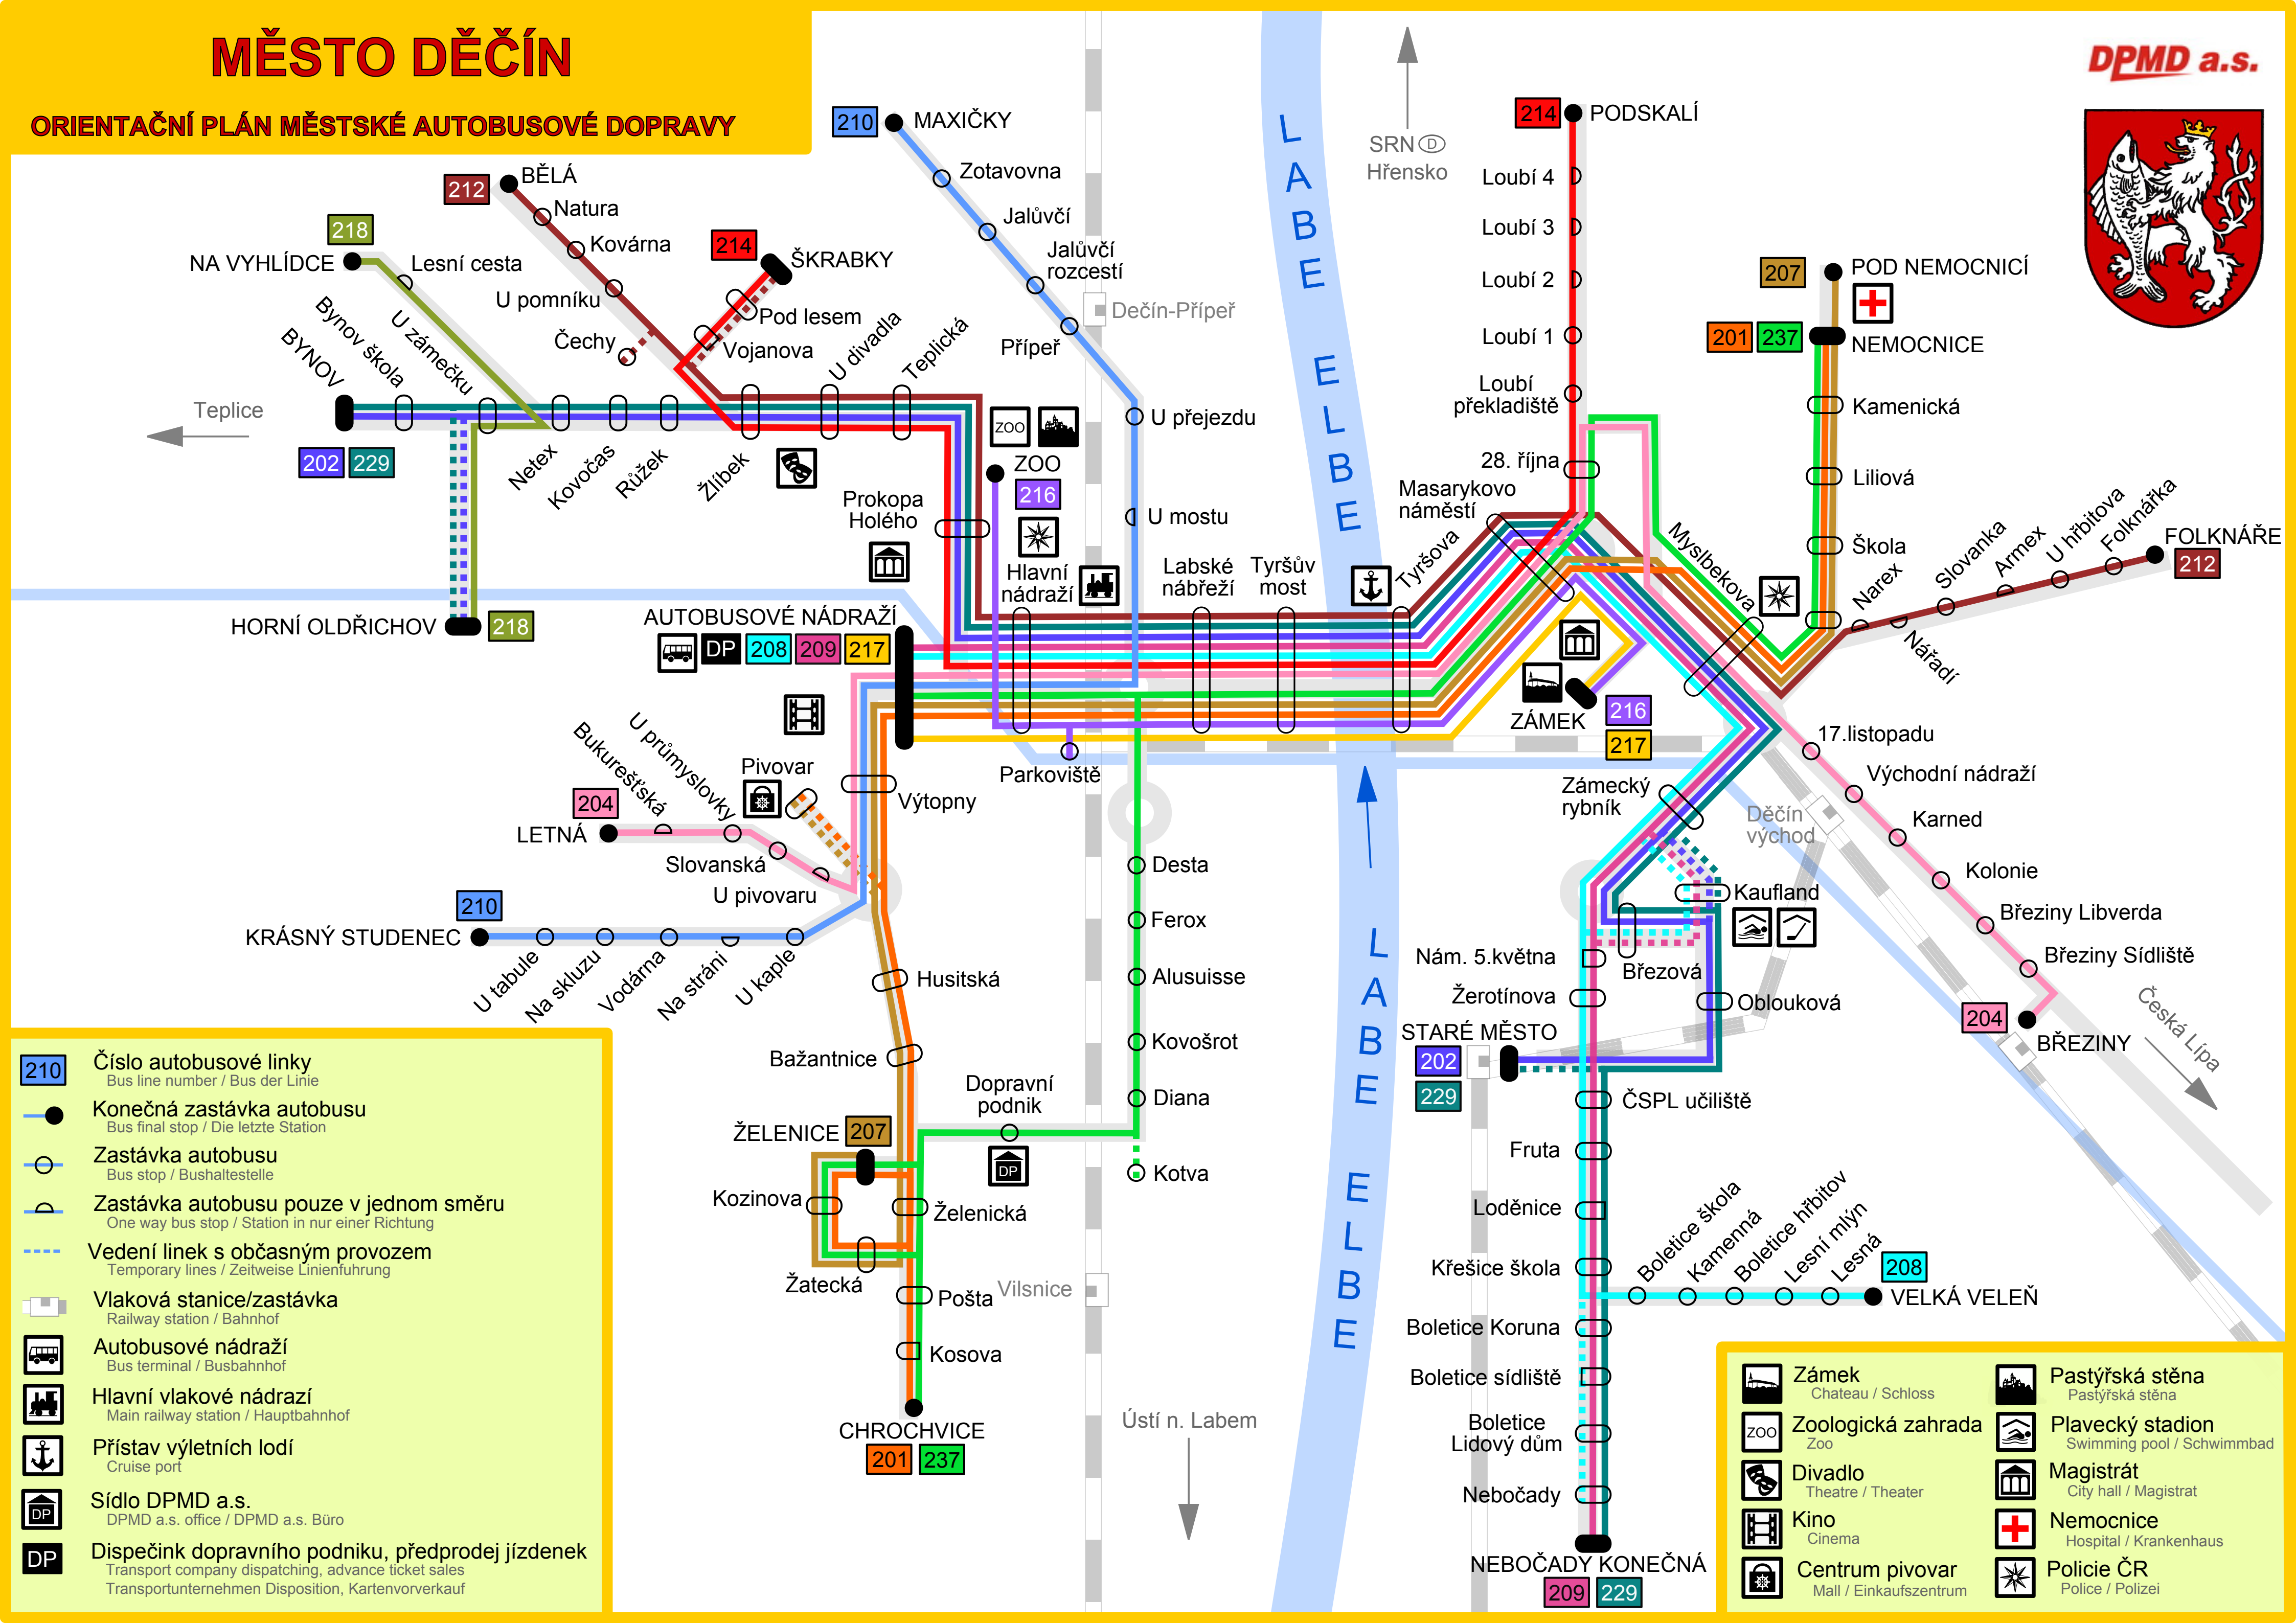 MĚSTO DĚČÍN
ORIENTAČNÍ PLÁN MĚSTSKÉ AUTOBUSOVÉ DOPRAVY
DPMD a.s.
210
MAXIČKY
Zotavovna
Jalůvčí
Jalůvčí
rozcestí
Děčín-Přípeř
Přípeř
U přejezdu
U mostu
212
BĚLÁ
Natura
Kovárna
U pomníku
Čechy
218
NA VYHLÍDCE
Lesní cesta
U zámečku
Bynov škola
BYNOV
214
ŠKRABKY
Pod lesem
Vojanova
U divadla
Teplická
Teplice
202
229
Netex
Kovočas
Růžek
Žlíbek
Prokopa
Holého
ZOO
ZOO
216
Hlavní
nádraží
Labské
nábřeží
Tyršův
most
Tyršova
HORNÍ OLDŘICHOV
218
AUTOBUSOVÉ NÁDRAŽÍ
DP
208
209
217
LABE
ELBE
SRN D
Hřensko
214
PODSKALÍ
Loubí 4
Loubí 3
Loubí 2
Loubí 1
Loubí
překladiště
28. října
Masarykovo
náměstí
Myslbekova
207
POD NEMOCNICÍ
201
237
NEMOCNICE
Kamenická
Liliová
Škola
Narex
Nářadí
Slovanka
Armex
U hřbitova
Folknářka
FOLKNÁŘE
212
ZÁMEK
216
217
Parkoviště
Výtopny
Pivovar
U průmyslovky
Bukurešťská
204
LETNÁ
Slovanská
U pivovaru
210
KRÁSNÝ STUDENEC
U tabule
Na skluzu
Vodárna
Na stráni
U kaple
Husitská
Bažantnice
Dopravní
podnik
DP
ŽELENICE
207
Kozinova
Želenická
Žatecká
Pošta
Kosova
CHROCHVICE
201
237
Desta
Ferox
Alusuisse
Kovošrot
Diana
Kotva
Vilsnice
Ústí n. Labem
LABE
ELBE
Zámecký
rybník
Děčín
východ
17.listopadu
Východní nádraží
Karned
Kolonie
Březiny Libverda
Březiny Sídliště
204
BŘEZINY
Česká Lípa
Kaufland
Březová
Oblouková
Nám. 5.května
Žerotínova
STARÉ MĚSTO
202
229
ČSPL učiliště
Fruta
Loděnice
Křešice škola
Boletice škola
Kamenná
Boletice hřbitov
Lesní mlýn
Lesná
208
VELKÁ VELEŇ
Boletice Koruna
Boletice sídliště
Boletice
Lidový dům
Nebočady
NEBOČADY KONEČNÁ
209
229
210
Číslo autobusové linky
Bus line number / Bus der Linie
Konečná zastávka autobusu
Bus final stop / Die letzte Station
Zastávka autobusu
Bus stop / Bushaltestelle
Zastávka autobusu pouze v jednom směru
One way bus stop / Station in nur einer Richtung
Vedení linek s občasným provozem
Temporary lines / Zeitweise Linienfuhrung
Vlaková stanice/zastávka
Railway station / Bahnhof
Autobusové nádraží
Bus terminal / Busbahnhof
Hlavní vlakové nádrazí
Main railway station / Hauptbahnhof
Přístav výletních lodí
Cruise port
DP
Sídlo DPMD a.s.
DPMD a.s. office / DPMD a.s. Büro
DP
Dispečink dopravního podniku, předprodej jízdenek
Transport company dispatching, advance ticket sales
Transportunternehmen Disposition, Kartenvorverkauf
Zámek
Chateau / Schloss
ZOO
Zoologická zahrada
Zoo
Divadlo
Theatre / Theater
Kino
Cinema
Centrum pivovar
Mall / Einkaufszentrum
Pastýřská stěna
Pastýřská stěna
Plavecký stadion
Swimming pool / Schwimmbad
Magistrát
City hall / Magistrat
Nemocnice
Hospital / Krankenhaus
Policie ČR
Police / Polizei